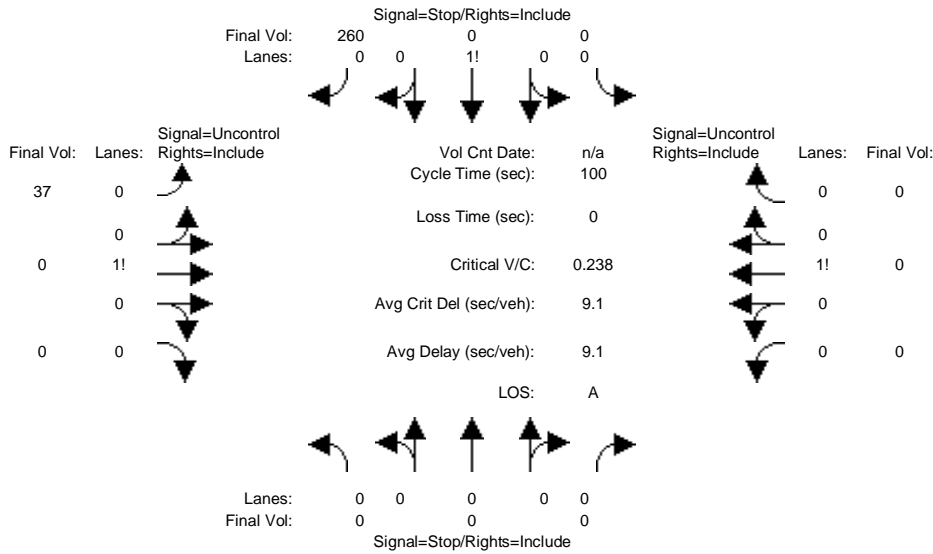 Signal=Stop/Rights=Include
Final Vol: 260 0 0
Lanes: 0 0 1! 0 0
Signal=Uncontrol Signal=Uncontrol
Final Vol: Lanes: Rights=Include Vol Cnt Date: n/a Rights=Include Lanes: Final Vol:
Cycle Time (sec): 100
37 0 0 0
Loss Time (sec): 0
0 0
0 1! Critical V/C: 0.238 1! 0
0 Avg Crit Del (sec/veh): 9.1 0
0 0 Avg Delay (sec/veh): 9.1 0 0
LOS: A
Lanes: 0 0 0 0 0
Final Vol: 0 0 0
Signal=Stop/Rights=Include